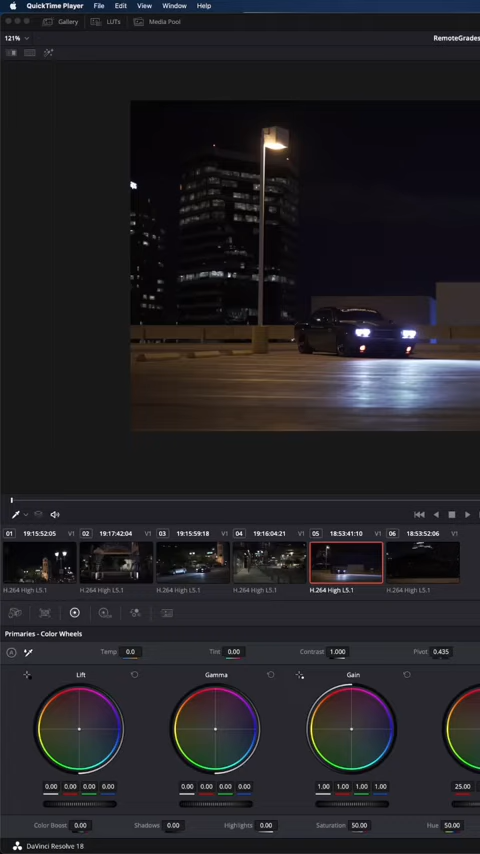 QuickTime Player File Edit View Window Help
Gallery LUTs Media Pool
121% RemoteGrades
01 19:15:52:05 V1 02 19:17:42:04 V1 03 19:15:59:18 V1 04 19:16:04:21 V1 05 18:53:41:10 V1 06 18:53:52:06 V1
H.264 High L5.1 H.264 High L5.1 H.264 High L5.1 H.264 High L5.1 H.264 High L5.1 H.264 High L5.1
Primaries - Color Wheels
A Temp 0.0 Tint 0.00 Contrast 1.000 Pivot 0.435
Lift Gamma Gain
0.00 0.00 0.00 0.00 0.00 0.00 0.00 0.00 1.00 1.00 1.00 1.00 25.00
Color Boost 0.00 Shadows 0.00 Highlights 0.00 Saturation 50.00 Hue 50.00
DaVinci Resolve 18